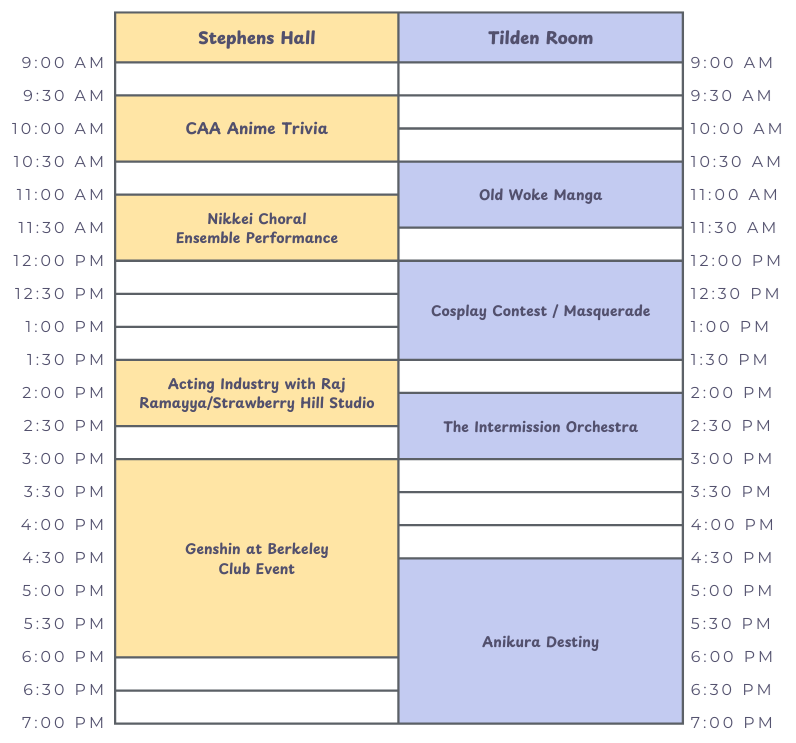 Stephens Hall
Tilden Room
9:00 AM
9:00 AM
9:30 AM
9:30 AM
10:00 AM
CAA Anime Trivia
10:00 AM
10:30 AM
10:30 AM
11:00 AM
Old Woke Manga
11:00 AM
Nikkei Choral
Ensemble Performance
11:30 AM
11:30 AM
12:00 PM
12:00 PM
12:30 PM
12:30 PM
Cosplay Contest / Masquerade
1:00 PM
1:00 PM
1:30 PM
1:30 PM
Acting Industry with Raj
Ramayya/Strawberry Hill Studio
2:00 PM
2:00 PM
2:30 PM
The Intermission Orchestra
2:30 PM
3:00 PM
3:00 PM
3:30 PM
3:30 PM
4:00 PM
4:00 PM
Genshin at Berkeley
Club Event
4:30 PM
4:30 PM
5:00 PM
5:00 PM
5:30 PM
5:30 PM
Anikura Destiny
6:00 PM
6:00 PM
6:30 PM
6:30 PM
7:00 PM
7:00 PM